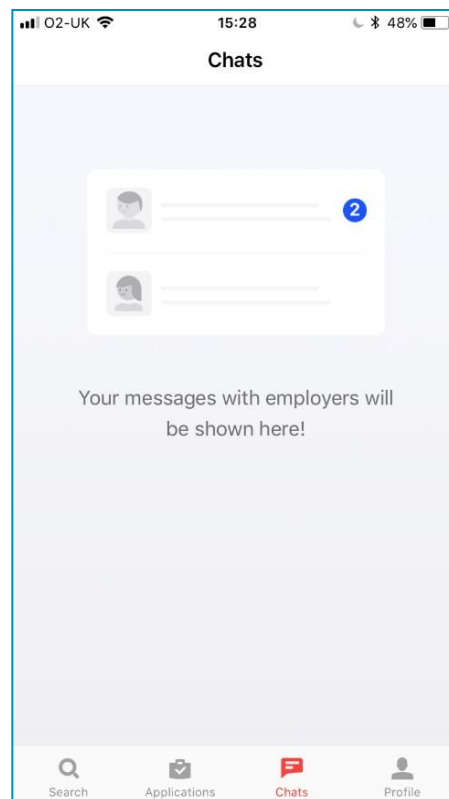 O2-UK 15:28 48%
Chats
2
Your messages with employers will
be shown here!
Search Applications Chats Profile